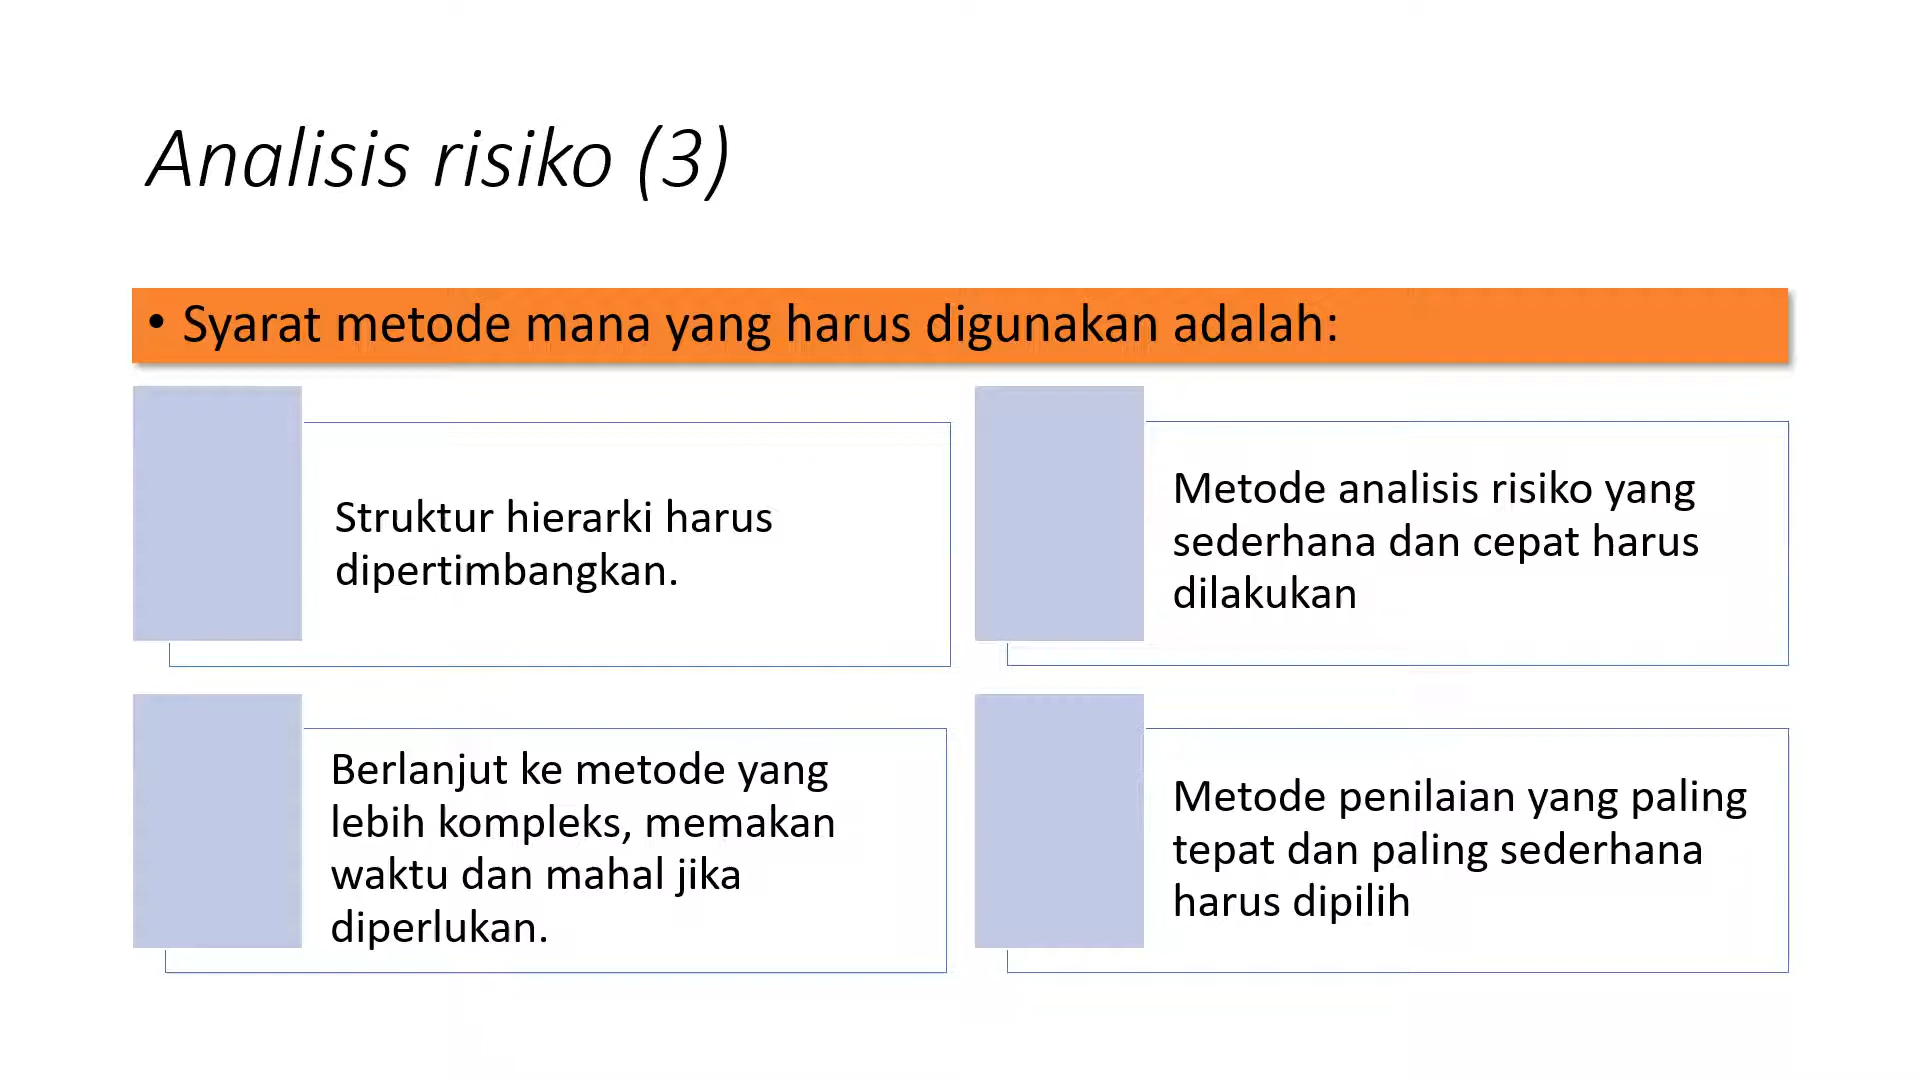 Analisis risiko (3)
• Syarat metode mana yang harus digunakan adalah:
Struktur hierarki harus
dipertimbangkan.
Metode analisis risiko yang
sederhana dan cepat harus
dilakukan
Berlanjut ke metode yang
lebih kompleks, memakan
waktu dan mahal jika
diperlukan.
Metode penilaian yang paling
tepat dan paling sederhana
harus dipilih